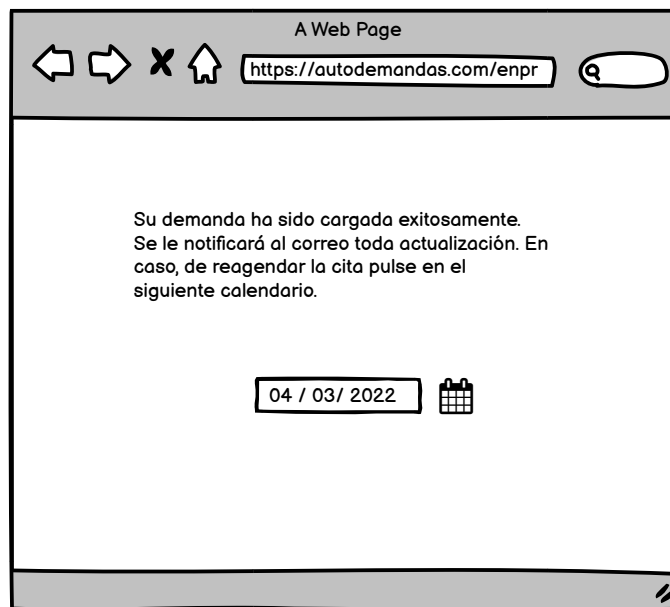 A Web Page
https://autodemandas.com/enpr
Su demanda ha sido cargada exitosamente.
Se le notificará al correo toda actualización. En
caso, de reagendar la cita pulse en el
siguiente calendario.
04 / 03/ 2022